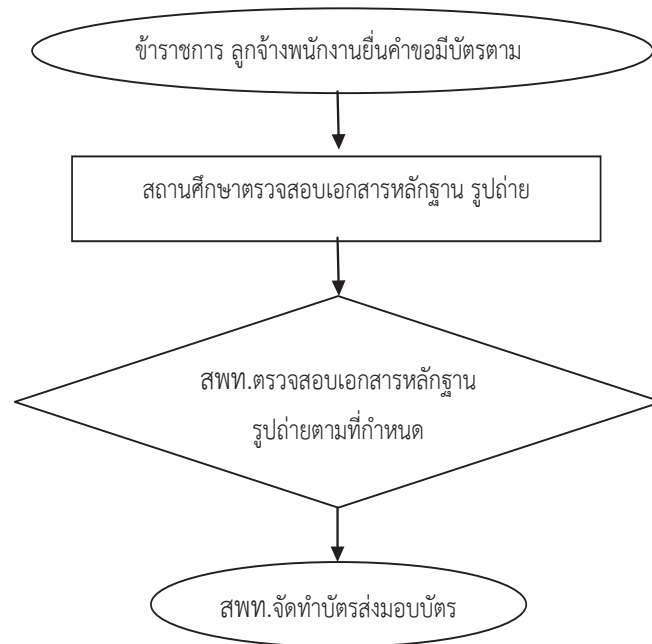 ข้าราชการ ลูกจ้างพนักงานยื่นคำขอมีบัตรตาม
สถานศึกษาตรวจสอบเอกสารหลักฐาน รูปถ่าย
สพท.ตรวจสอบเอกสารหลักฐาน
รูปถ่ายตามที่กำหนด
สพท.จัดทำบัตรส่งมอบบัตร